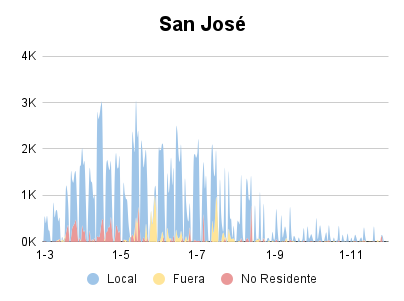 San José
4K
3K
2K
1K
0K
1-3 1-5 1-7 1-9 1-11
Local Fuera No Residente